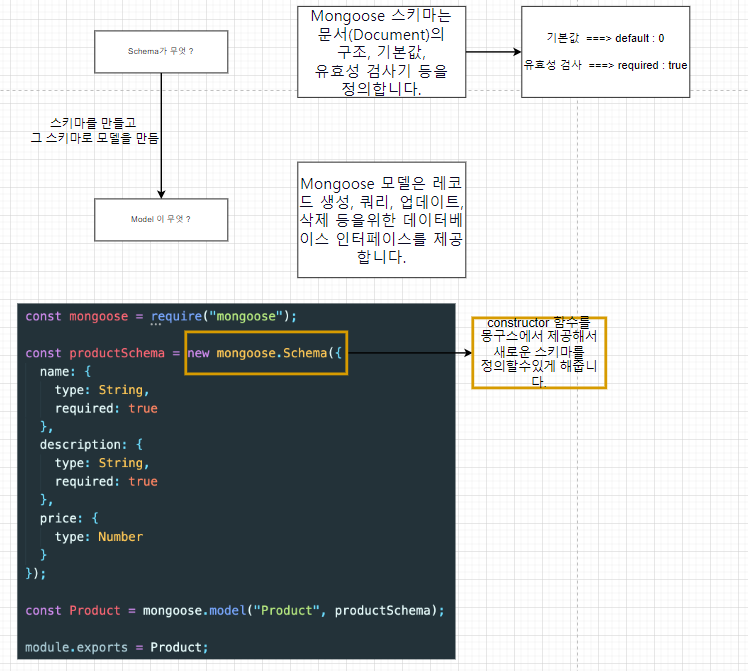 Schema가 무엇 ?
Mongoose 스키마는
문서(Document)의
구조, 기본값,
유효성 검사기 등을
정의합니다.
기본값 ===> default : 0
유효성 검사 ===> required : true
스키마를 만들고
그 스키마로 모델을 만듬
Model 이 무엇 ?
Mongoose 모델은 레코
드 생성, 쿼리, 업데이트,
삭제 등을위한 데이터베
이스 인터페이스를 제공
합니다.
const mongoose = require("mongoose");
const productSchema = new mongoose.Schema({
name: {
type: String,
required: true
},
description: {
type: String,
required: true
},
price: {
type: Number
}
});
const Product = mongoose.model("Product", productSchema);
module.exports = Product;
constructor 함수를
몽구스에서 제공해서
새로운 스키마를
정의할수있게 해줍니
다.